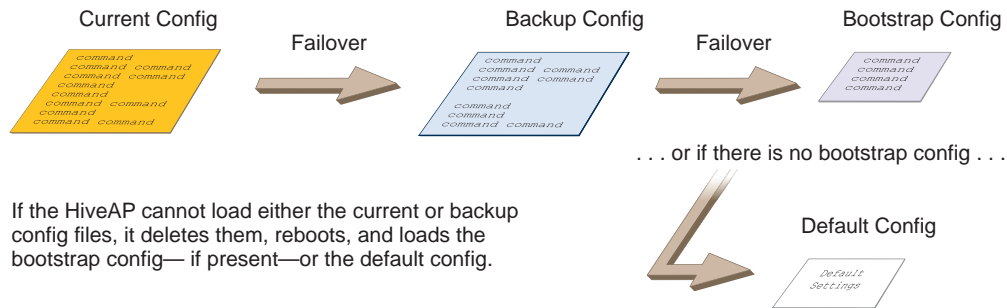 Current Config
Backup Config
Bootstrap Config
Failover
Failover
command
command command
command command
command
command
command command
command
command command
command
command command
command command
command
command
command
command command
command
command
command
command
. . . or if there is no bootstrap config . . .
If the HiveAP cannot load either the current or backup
config files, it deletes them, reboots, and loads the
bootstrap config— if present—or the default config.
Default Config
Default
Settings